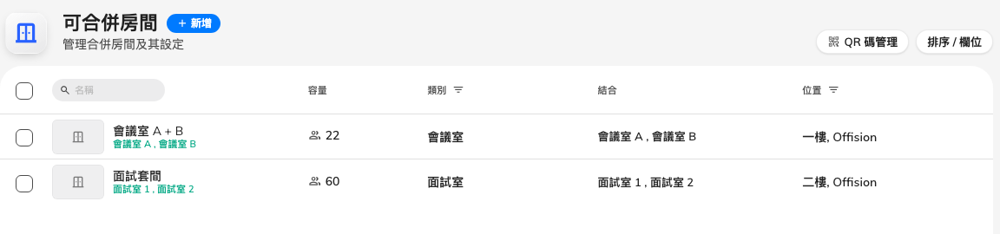 可合併房間 + 新增
管理合併房間及其設定
QR 碼管理 排序 / 欄位
名稱 容量 類別 結合 位置
會議室 A + B 22 會議室 會議室 A , 會議室 B 一樓, Offision
會議室 A , 會議室 B
面試套間 60 面試室 面試室 1 , 面試室 2 二樓, Offision
面試室 1 , 面試室 2